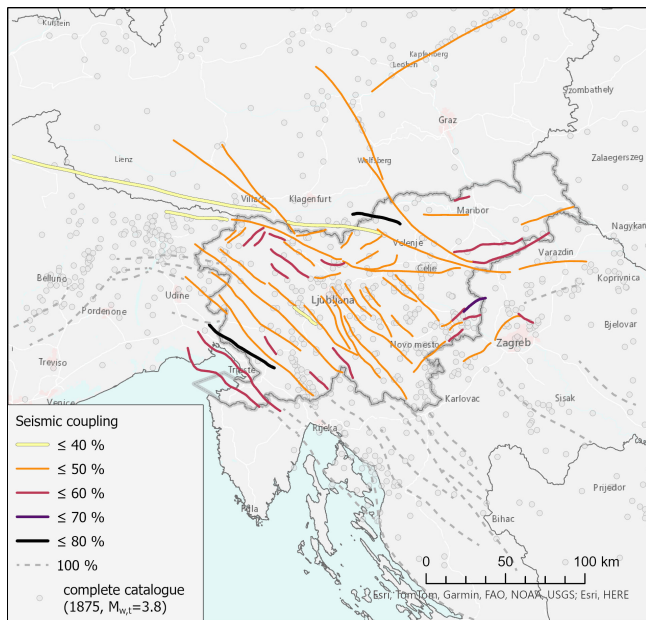 Kufstein
Kapfenberg
Leoben
Szombathely
Graz
Lienz
Wolfsberg
Zalaegerszeg
Villach
Klagenfurt
Maribor
Nagykan
Velenje
Varazdin
Celje
Koprivnica
Belluno
Udine
Ljubljana
Pordenone
Bjelovar
Novo mesto
Zagreb
Treviso
Trieste
Karlovac
Sisak
Venice
Rijeka
Prijedor
Pula
Bihac
Seismic coupling
≤ 40 %
≤ 50 %
≤ 60 %
≤ 70 %
≤ 80 %
100 %
complete catalogue
(1875, Mw,t=3.8)
0 50 100 km
Esri, TomTom, Garmin, FAO, NOAA, USGS; Esri, HERE